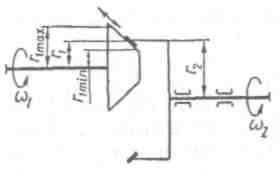 r₁max
r₁
r₁min
r₂
ω₁
ω₂